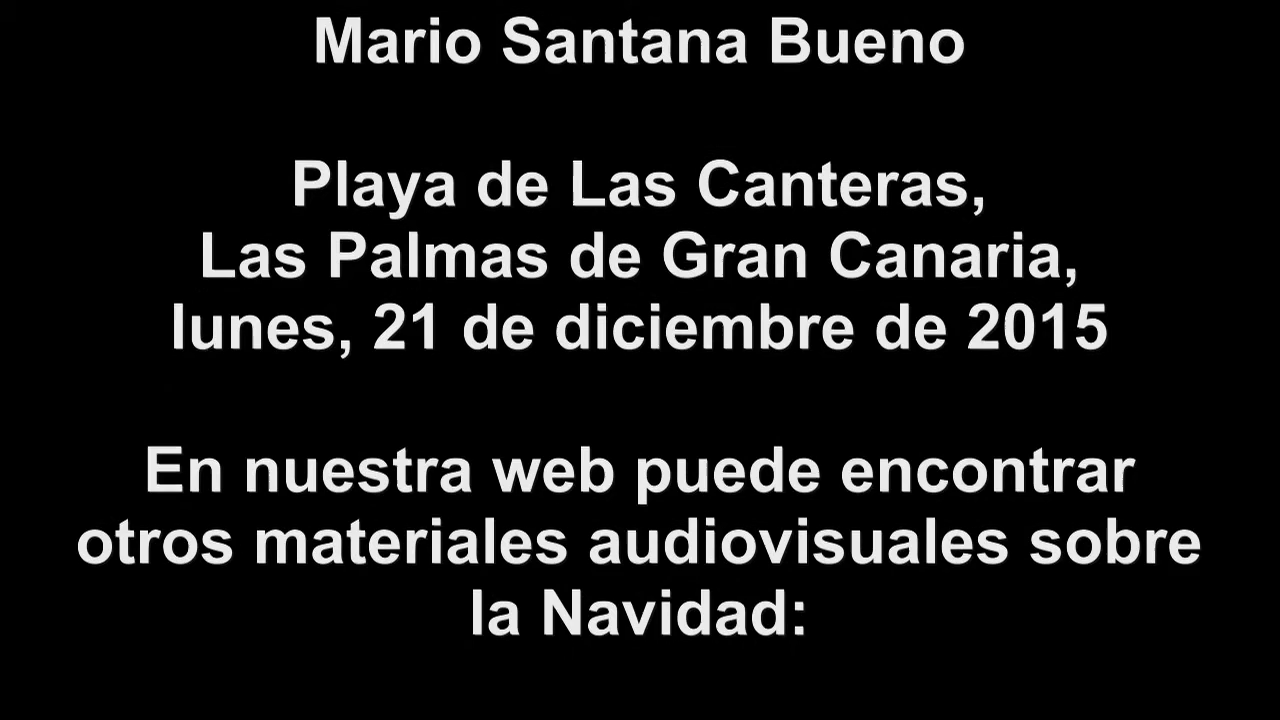 Mario Santana Bueno
Playa de Las Canteras,
Las Palmas de Gran Canaria,
lunes, 21 de diciembre de 2015
En nuestra web puede encontrar
otros materiales audiovisuales sobre
la Navidad: